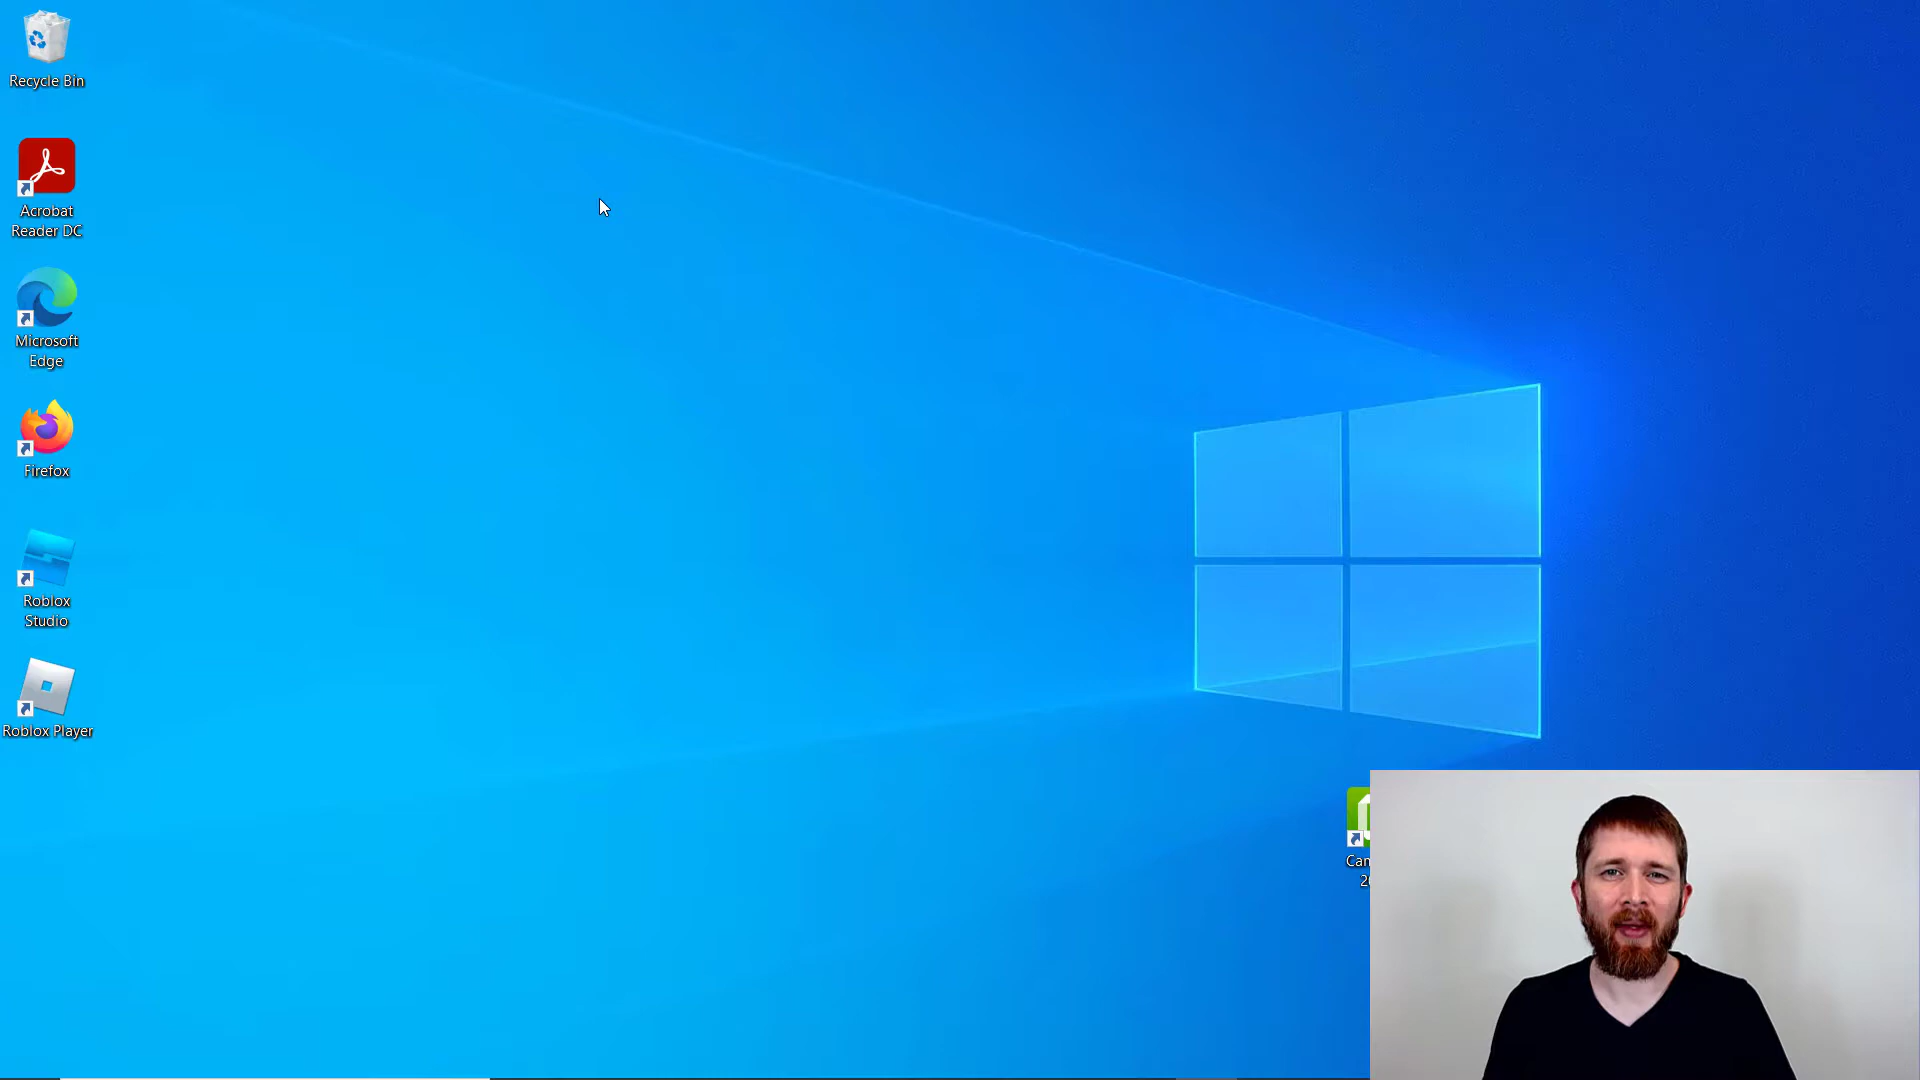 Recycle Bin
Acrobat
Reader DC
Microsoft
Edge
Firefox
Roblox
Studio
Roblox Player